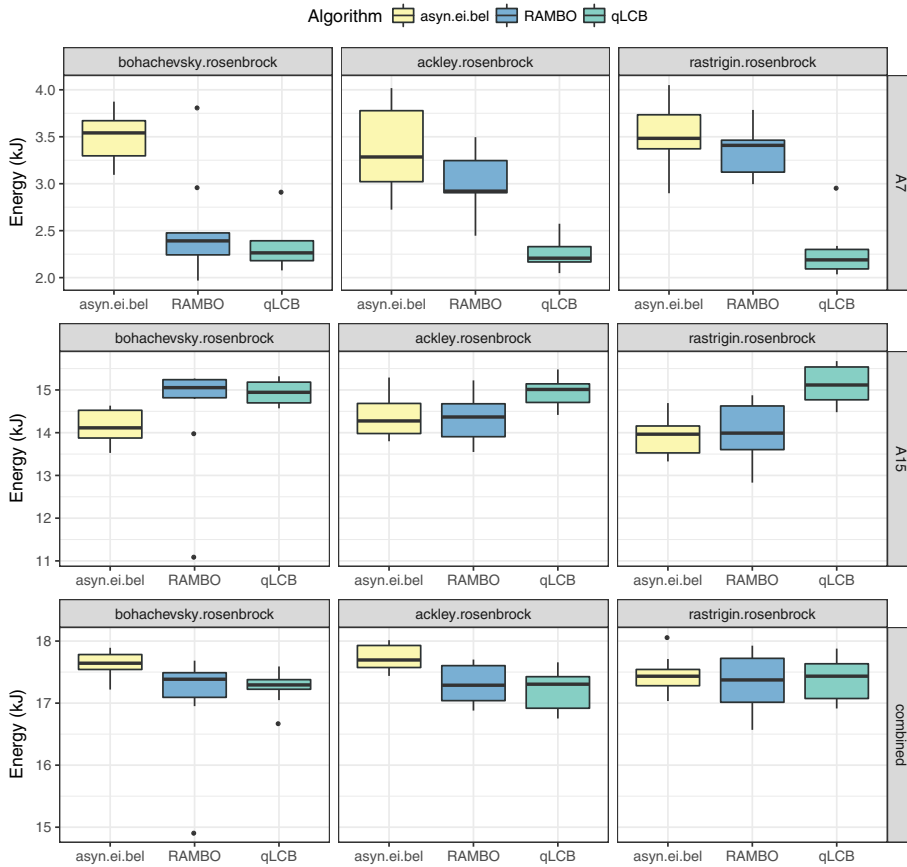 Algorithm asyn.ei.bel RAMBO qLCB
bohachevsky.rosenbrock ackley.rosenbrock rastrigin.rosenbrock
4.0
3.5
3.0
2.5
2.0
Energy (kJ)
A7
asyn.ei.bel RAMBO qLCB asyn.ei.bel RAMBO qLCB asyn.ei.bel RAMBO qLCB
bohachevsky.rosenbrock ackley.rosenbrock rastrigin.rosenbrock
15
14
13
12
11
Energy (kJ)
A15
asyn.ei.bel RAMBO qLCB asyn.ei.bel RAMBO qLCB asyn.ei.bel RAMBO qLCB
bohachevsky.rosenbrock ackley.rosenbrock rastrigin.rosenbrock
18
17
16
15
Energy (kJ)
combined
asyn.ei.bel RAMBO qLCB asyn.ei.bel RAMBO qLCB asyn.ei.bel RAMBO qLCB